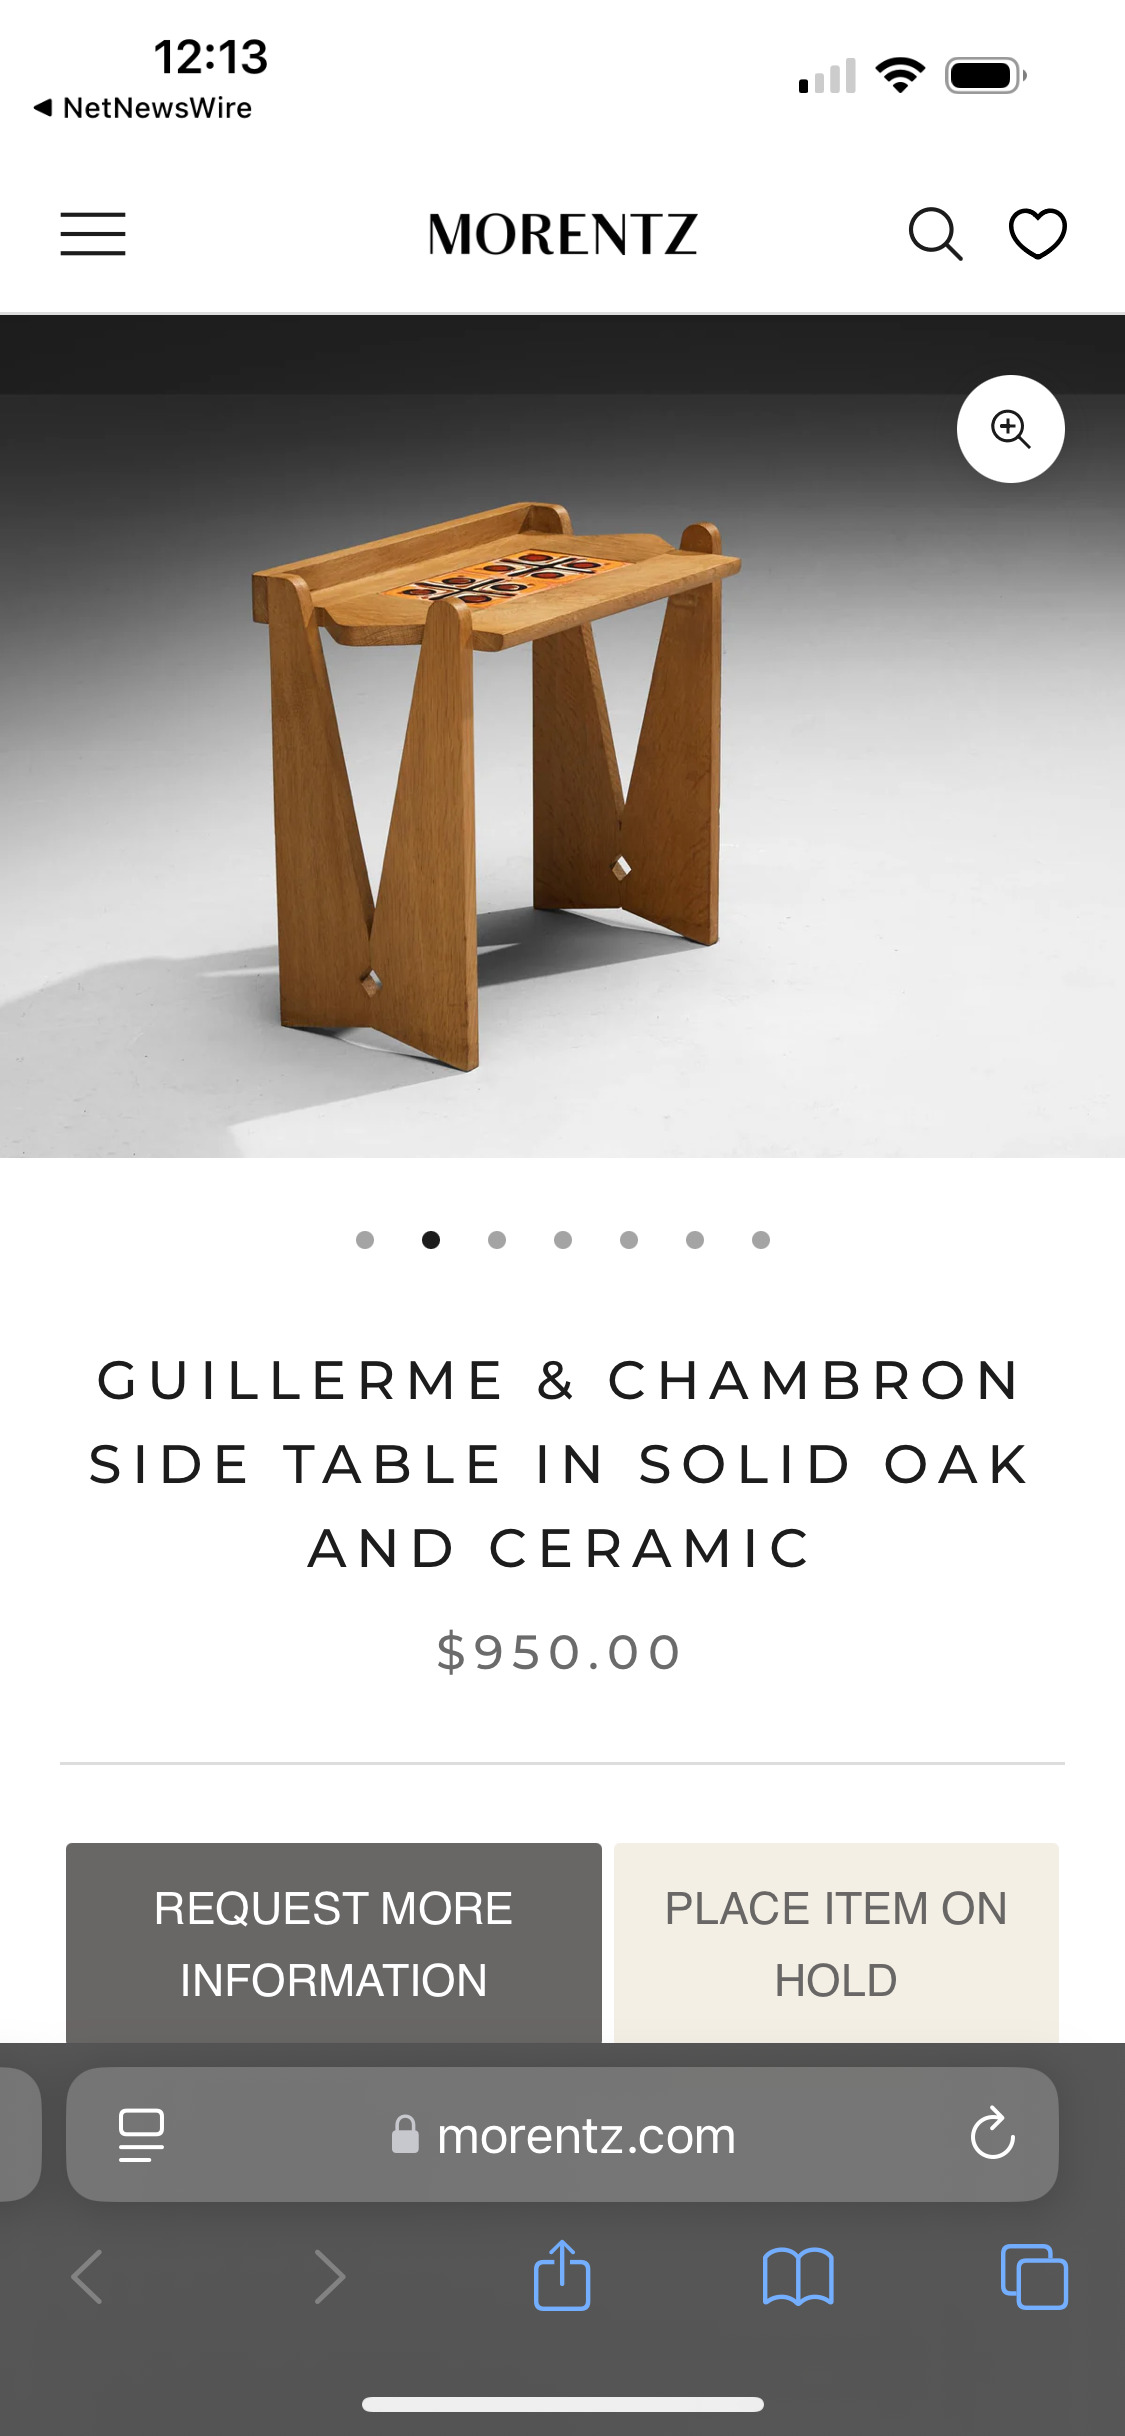 12:13
◀ NetNewsWire
MORENTZ
GUILLERME & CHAMBRON
SIDE TABLE IN SOLID OAK
AND CERAMIC
$950.00
REQUEST MORE
INFORMATION
PLACE ITEM ON
HOLD
morentz.com